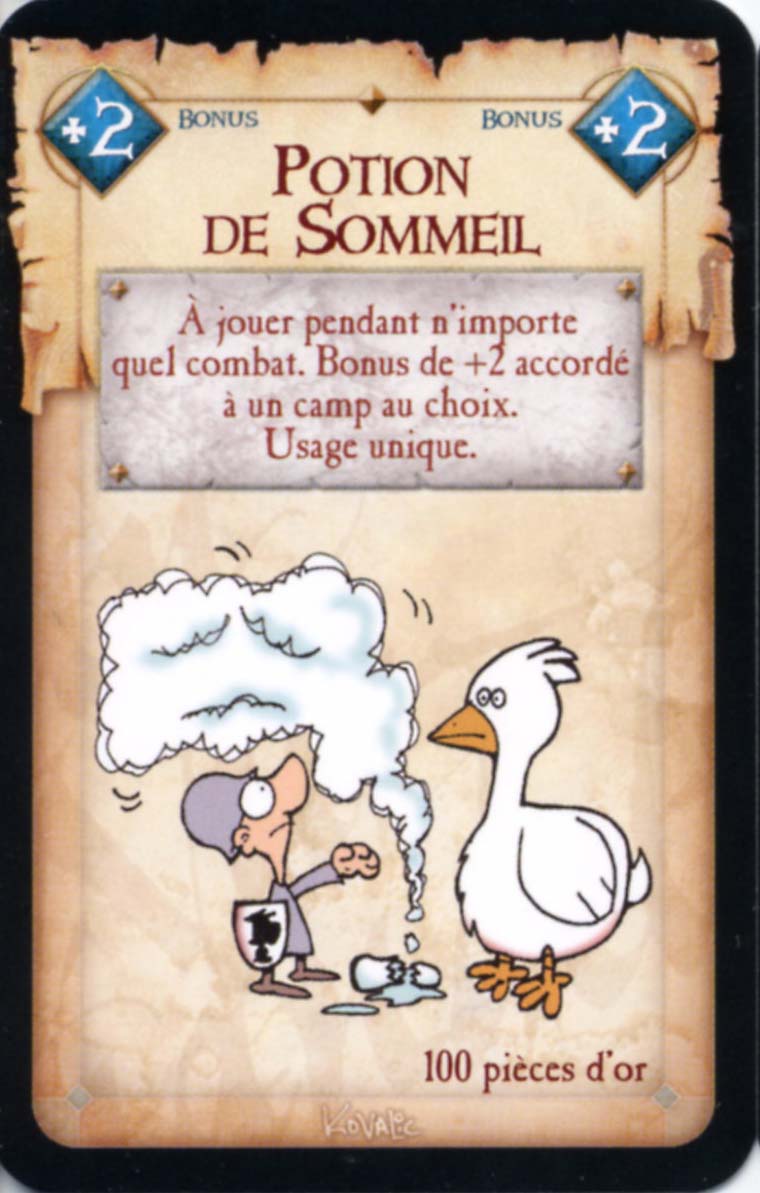 +2 BONUS BONUS +2
POTION
DE SOMMEIL
À jouer pendant n'importe
quel combat. Bonus de +2 accordé
à un camp au choix.
Usage unique.
100 pièces d'or
KOVALIC